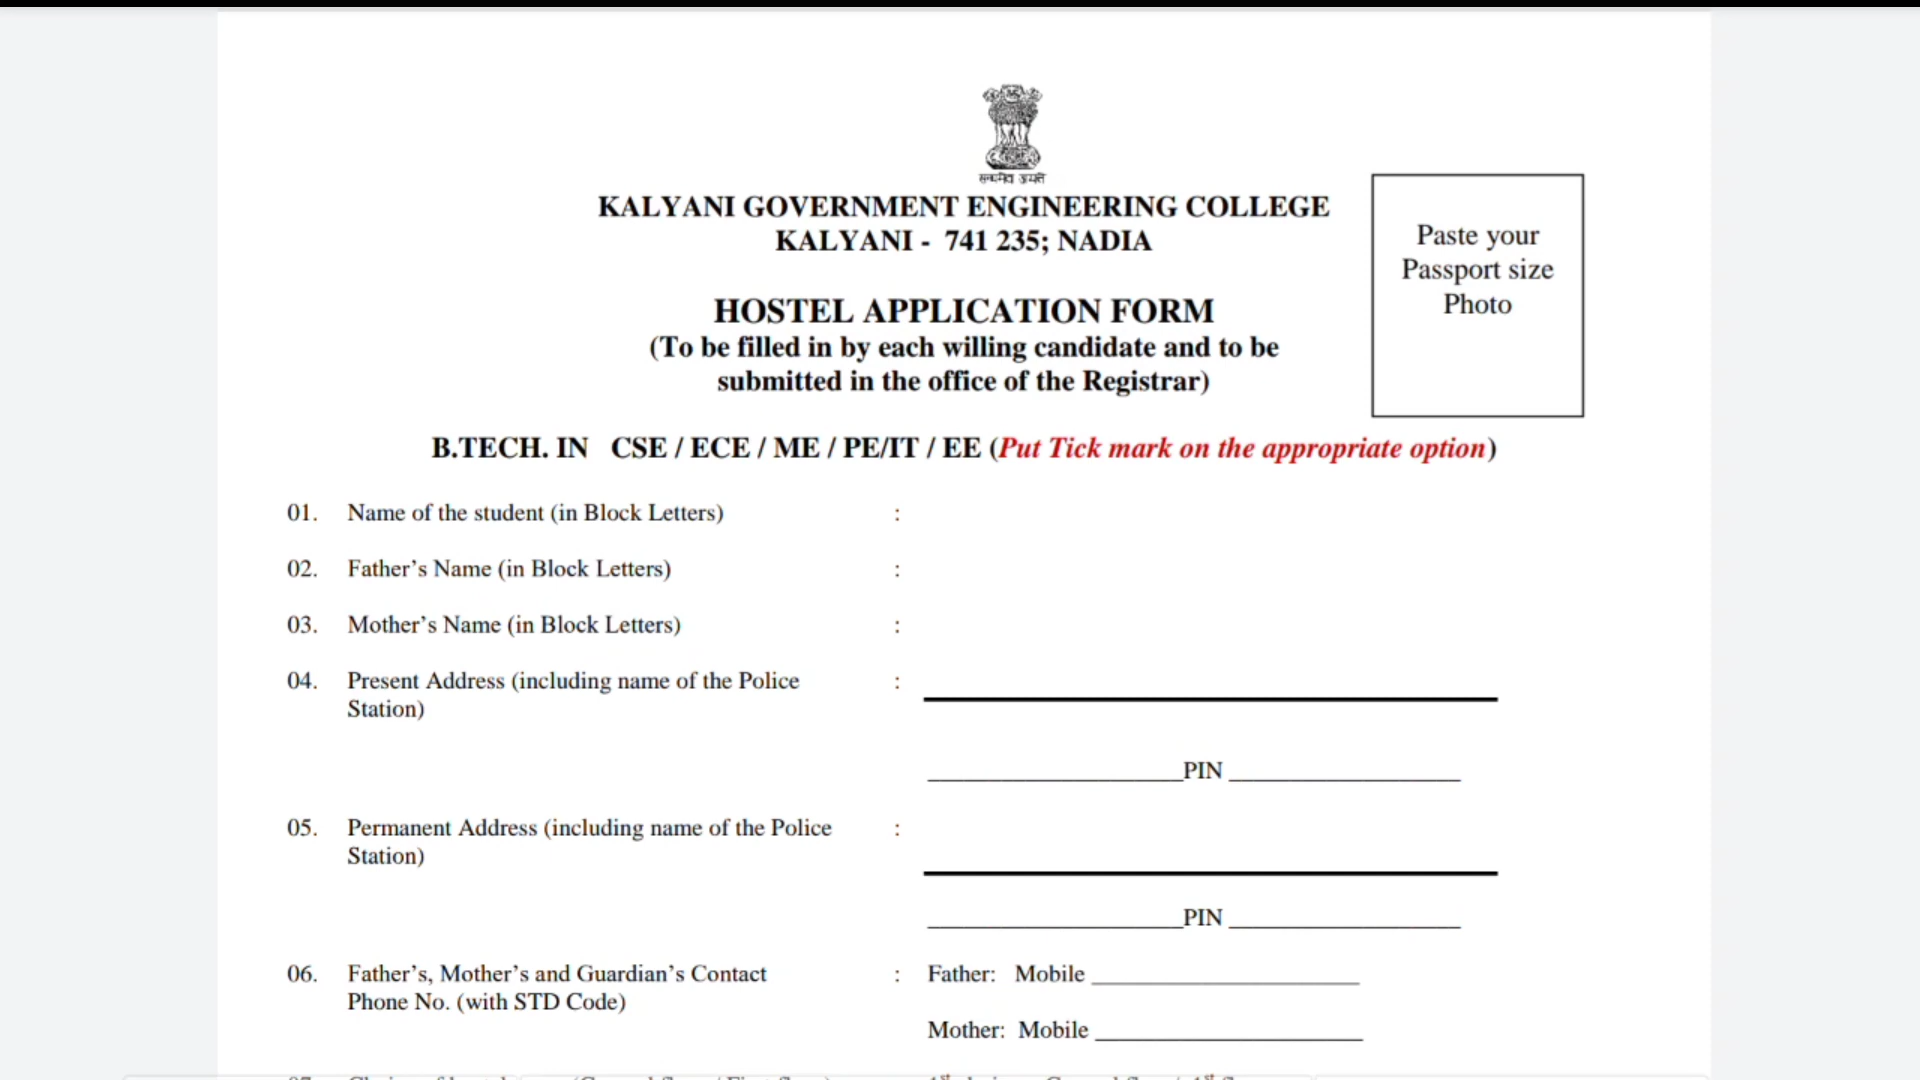 सत्यमेव जयते
KALYANI GOVERNMENT ENGINEERING COLLEGE
KALYANI - 741 235; NADIA
Paste your
Passport size
Photo
HOSTEL APPLICATION FORM
(To be filled in by each willing candidate and to be
submitted in the office of the Registrar)
B.TECH. IN CSE / ECE / ME / PE/IT / EE (Put Tick mark on the appropriate option)
01. Name of the student (in Block Letters) :
02. Father’s Name (in Block Letters) :
03. Mother’s Name (in Block Letters) :
04. Present Address (including name of the Police :
Station)
PIN
05. Permanent Address (including name of the Police :
Station)
PIN
06. Father’s, Mother’s and Guardian’s Contact : Father: Mobile
Phone No. (with STD Code)
Mother: Mobile